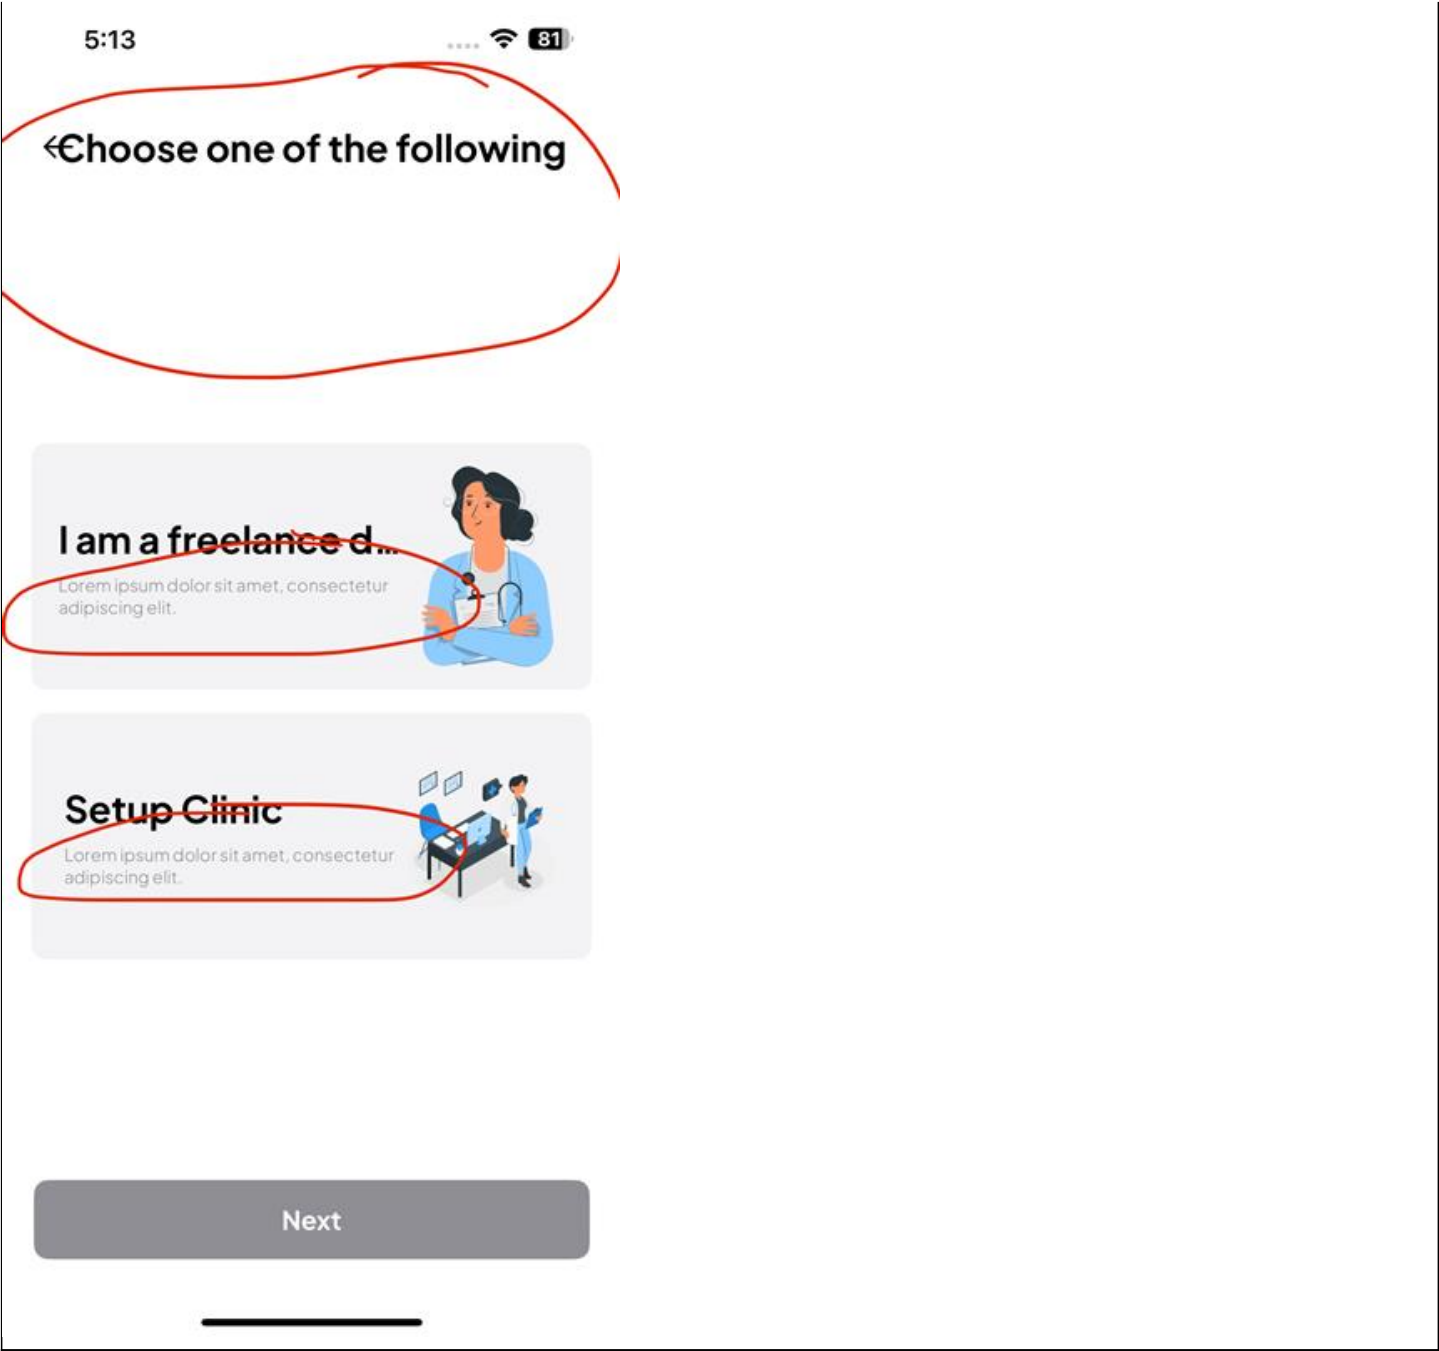 5:13
81
Choose one of the following
I am a freelance d...
Lorem ipsum dolor sit amet, consectetur
adipiscing elit.
Setup Clinic
Lorem ipsum dolor sit amet, consectetur
adipiscing elit.
Next